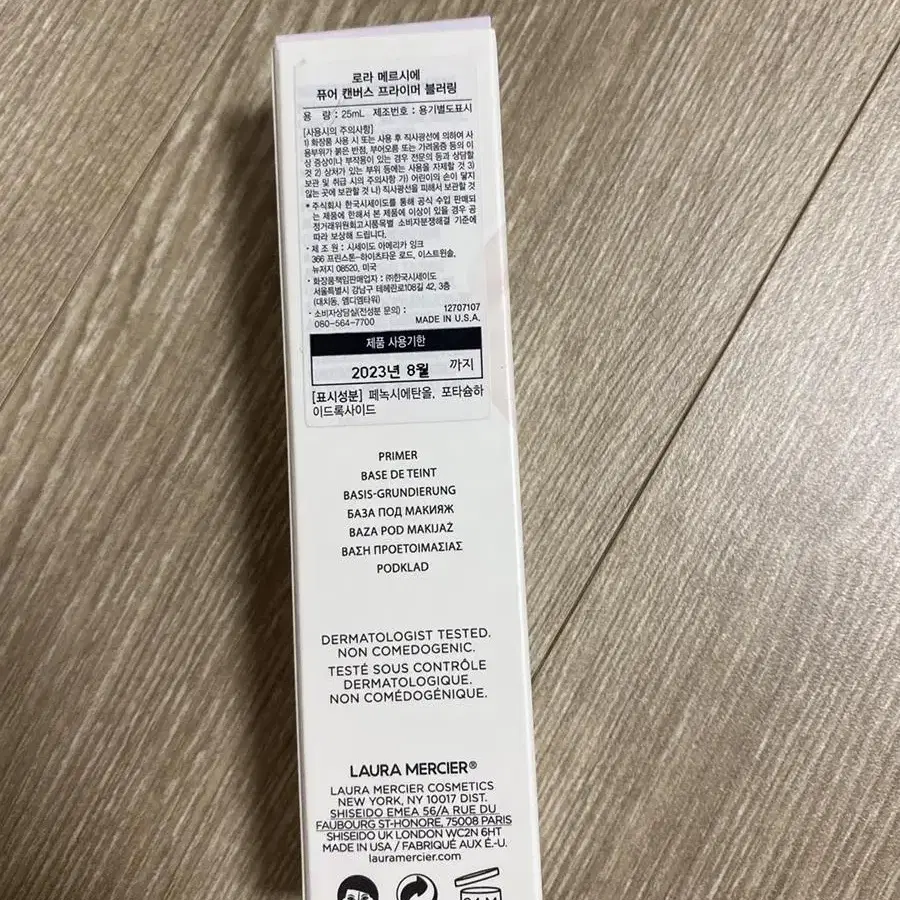 로라 메르시에
퓨어 캔버스 프라이머 블러링
용 량 : 25mL 제조번호 : 용기별도표시
[사용시의 주의사항]
1) 화장품 사용 시 또는 사용 후 직사광선에 의하여 사
용부위가 붉은 반점, 부어오름 또는 가려움증 등의 이
상 증상이나 부작용이 있는 경우 전문의 등과 상담할
것 2) 상처가 있는 부위 등에는 사용을 자제할 것 3)
보관 및 취급 시의 주의사항 가) 어린이의 손이 닿지
않는 곳에 보관할 것 나) 직사광선을 피해서 보관할 것
* 주식회사 한국시세이도를 통해 공식 수입 판매되
는 제품에 한해서 본 제품에 이상이 있을 경우 공
정거래위원회고시품목별 소비자분쟁해결 기준에
따라 보상해 드립니다.
· 제 조 원 : 시세이도 아메리카 잉크
366 프린스톤-하이츠타운 로드, 이스트윈솔,
뉴저지 08520, 미국
· 화장품책임판매업자 : ㈜한국시세이도
서울특별시 강남구 테헤란로108길 42, 3층
(대치동, 엠디엠타워)
· 소비자상담실(전성분 문의) : 12707107
080-564-7700 MADE IN U.S.A.
제품 사용기한
2023년 8월 까지
[표시성분] 페녹시에탄올, 포타슘하
이드록사이드
PRIMER
BASE DE TEINT
BASIS-GRUNDIERUNG
БАЗА ПОД МАКИЯЖ
BAZA POD MAKIJAŻ
ΒΑΣΗ ΠΡΟΕΤΟΙΜΑΣΙΑΣ
PODKLAD
DERMATOLOGIST TESTED.
NON COMEDOGENIC.
TESTÉ SOUS CONTRÔLE
DERMATOLOGIQUE.
NON COMÉDOGÉNIQUE.
LAURA MERCIER®
LAURA MERCIER COSMETICS
NEW YORK, NY 10017 DIST.
SHISEIDO EMEA 56/A RUE DU
FAUBOURG ST-HONORÉ, 75008 PARIS
SHISEIDO UK LONDON WC2N 6HT
MADE IN USA / FABRIQUÉ AUX É.-U.
lauramercier.com
24 M